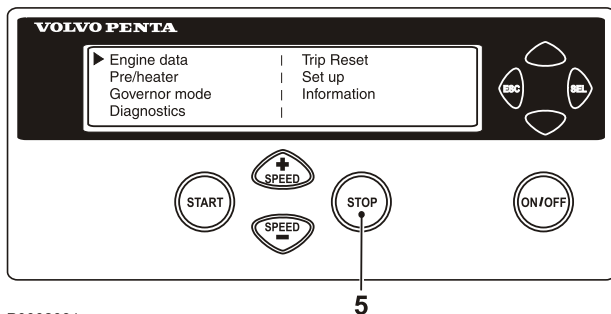 VOLVO PENTA
Engine data | Trip Reset
Pre/heater | Set up
Governor mode | Information
Diagnostics |
ESC
SEL
START
+
SPEED
SPEED
−
STOP
ON/OFF
5